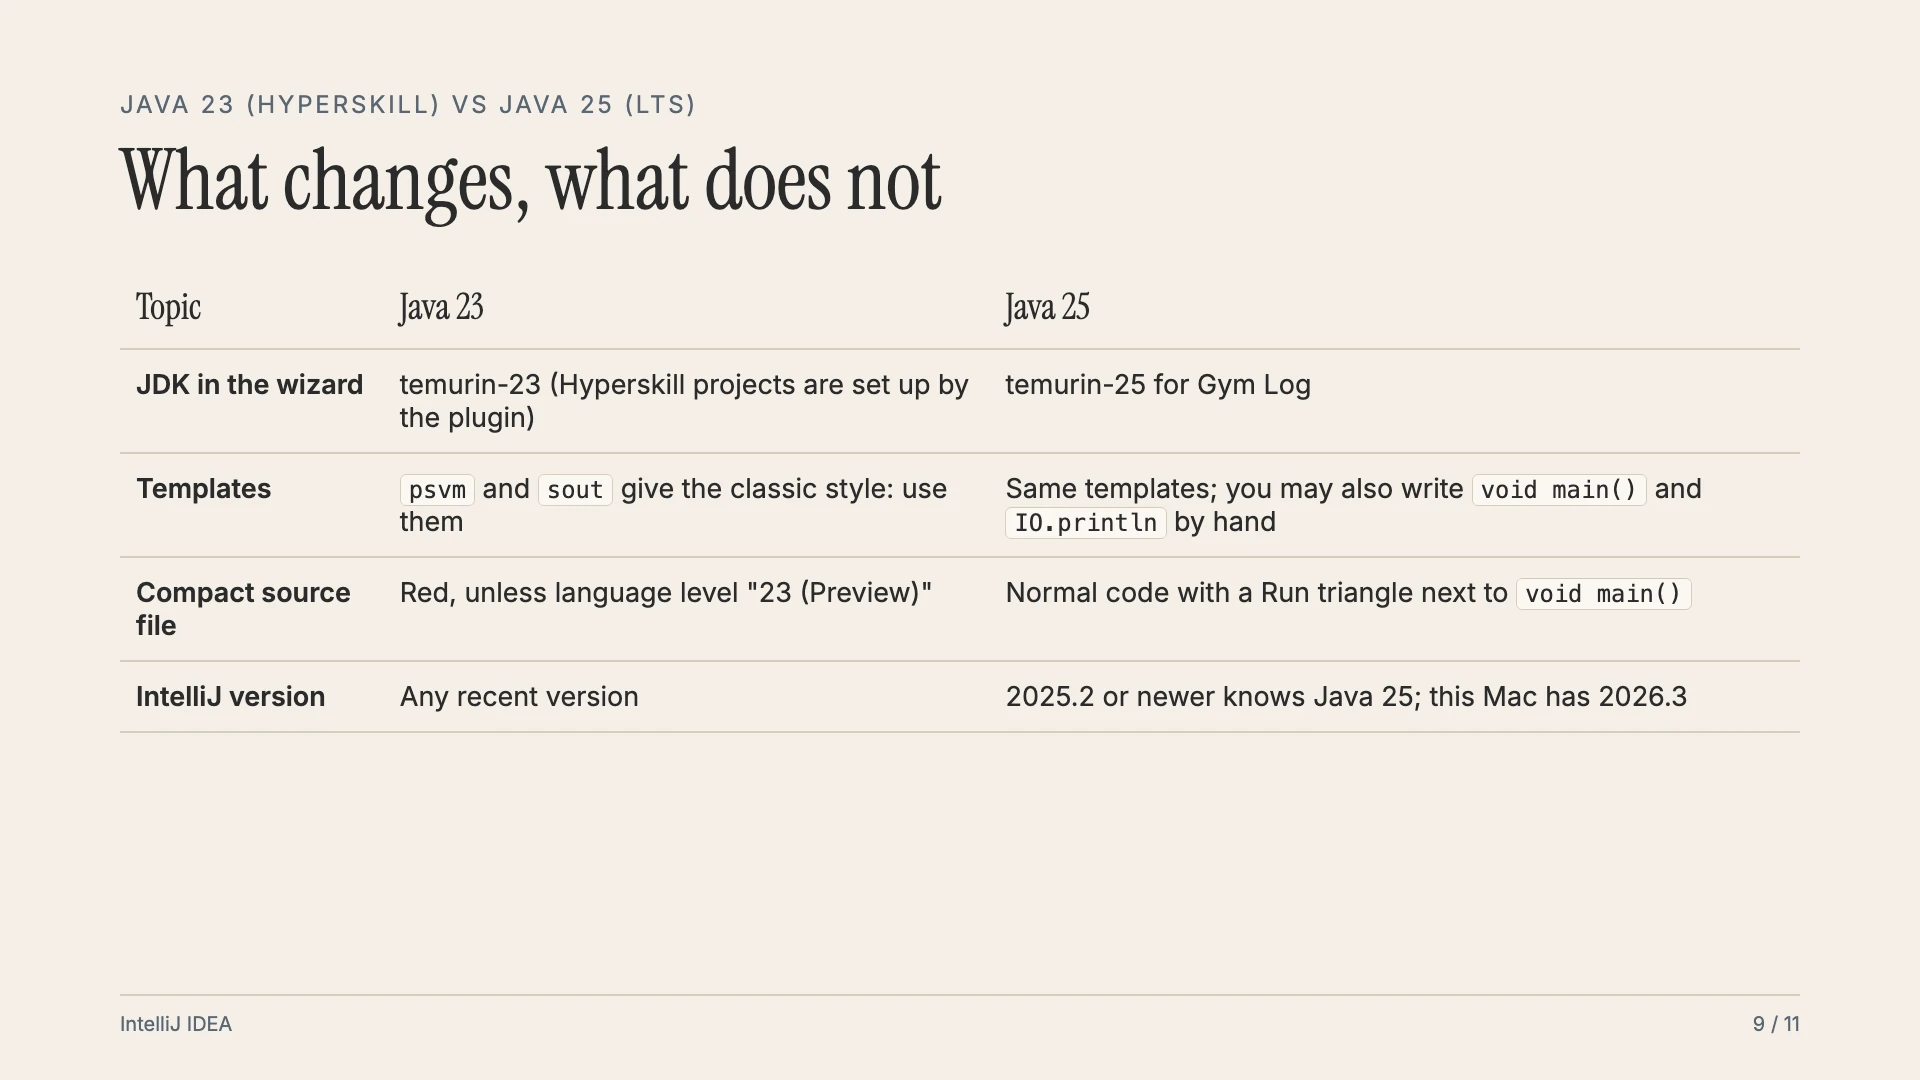 JAVA 23 (HYPERSKILL) VS JAVA 25 (LTS)
What changes, what does not
Topic
Java 23
Java 25
JDK in the wizard
temurin-23 (Hyperskill projects are set up by
the plugin)
temurin-25 for Gym Log
Templates
psvm and sout give the classic style: use
them
Same templates; you may also write void main() and
IO.println by hand
Compact source
file
Red, unless language level "23 (Preview)"
Normal code with a Run triangle next to void main()
IntelliJ version
Any recent version
2025.2 or newer knows Java 25; this Mac has 2026.3
IntelliJ IDEA
9 / 11